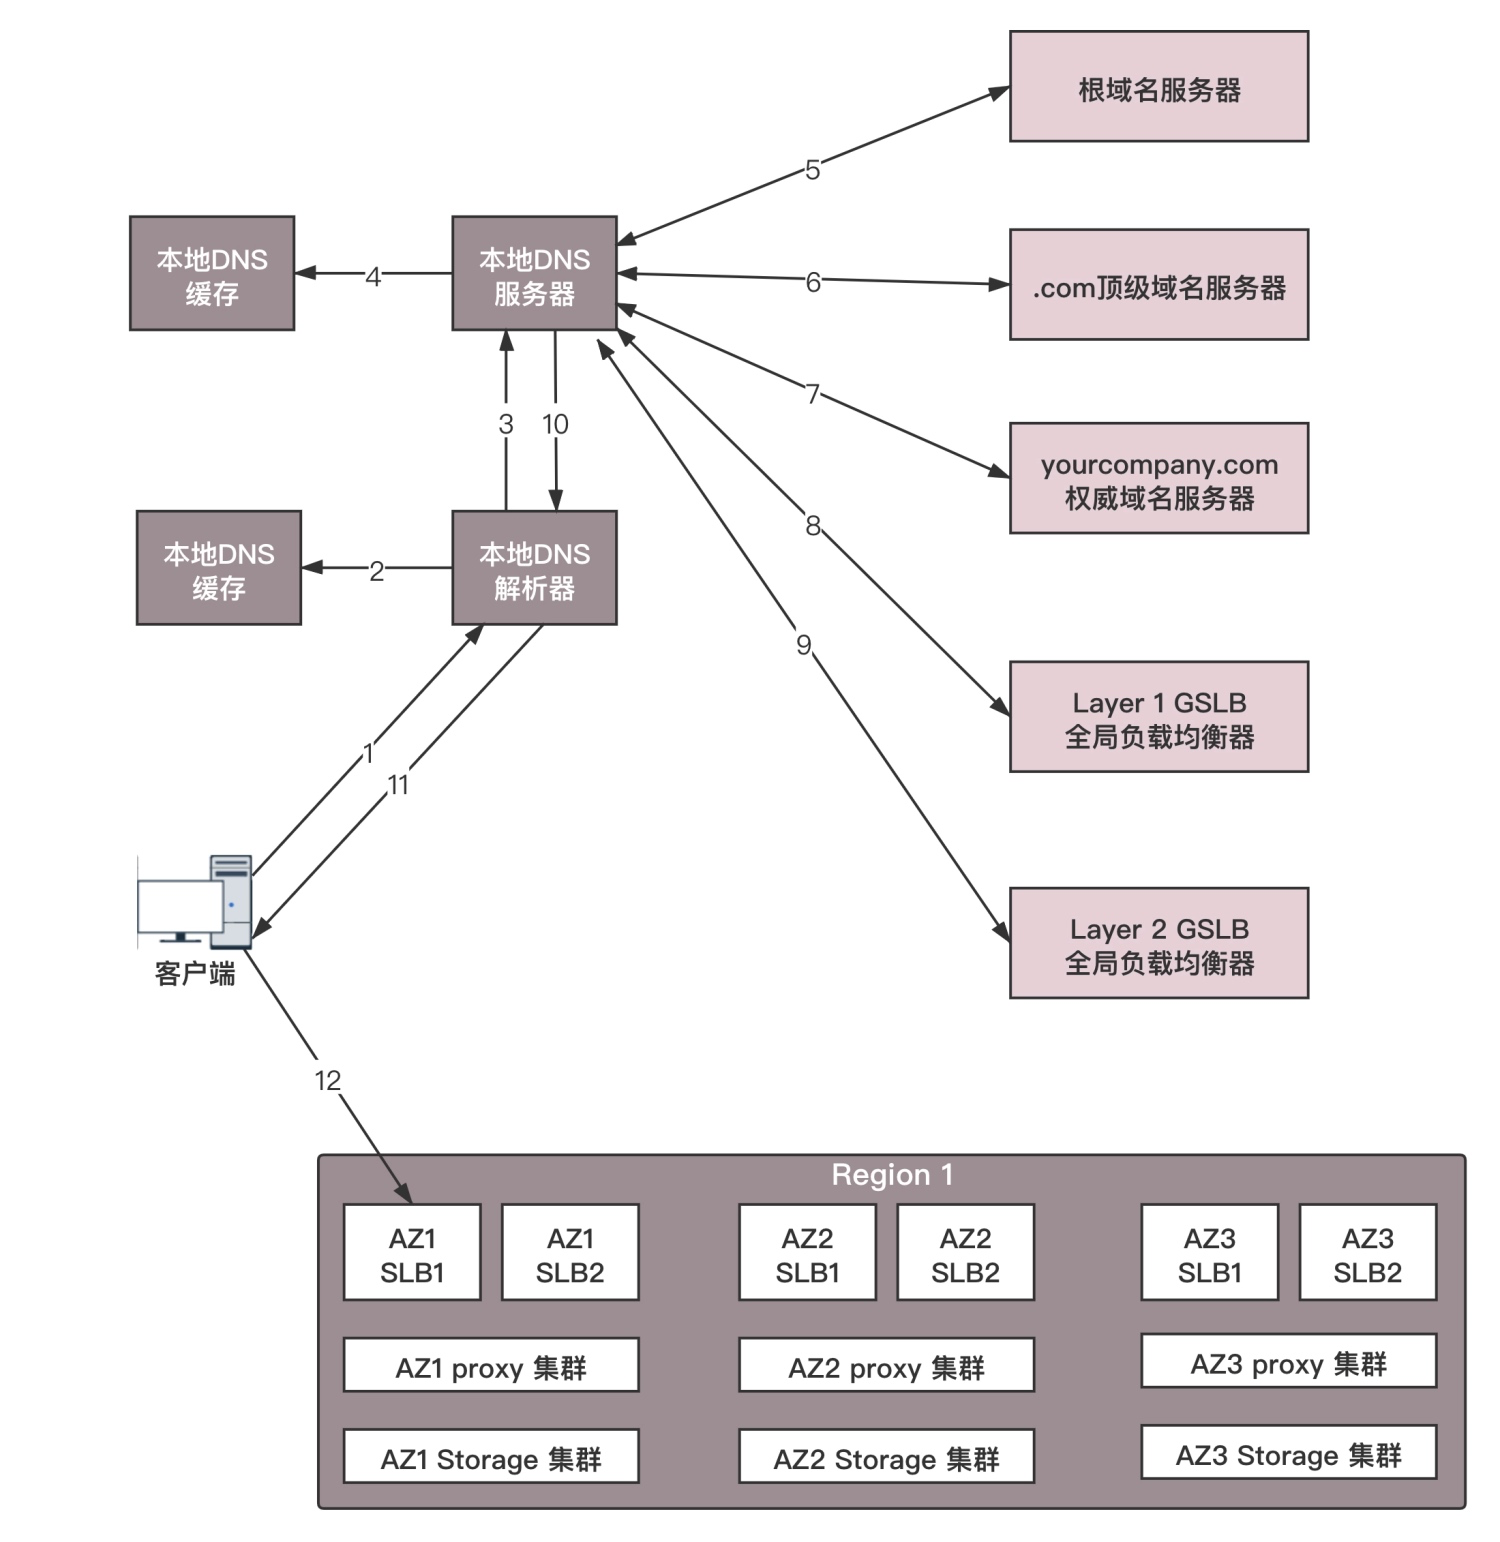 根域名服务器
5
本地DNS
缓存
4
本地DNS
服务器
6
.com顶级域名服务器
7
3
10
yourcompany.com
权威域名服务器
8
本地DNS
缓存
2
本地DNS
解析器
9
Layer 1 GSLB
全局负载均衡器
1
11
Layer 2 GSLB
全局负载均衡器
客户端
12
Region 1
AZ1
SLB1
AZ1
SLB2
AZ2
SLB1
AZ2
SLB2
AZ3
SLB1
AZ3
SLB2
AZ1 proxy 集群
AZ2 proxy 集群
AZ3 proxy 集群
AZ1 Storage 集群
AZ2 Storage 集群
AZ3 Storage 集群